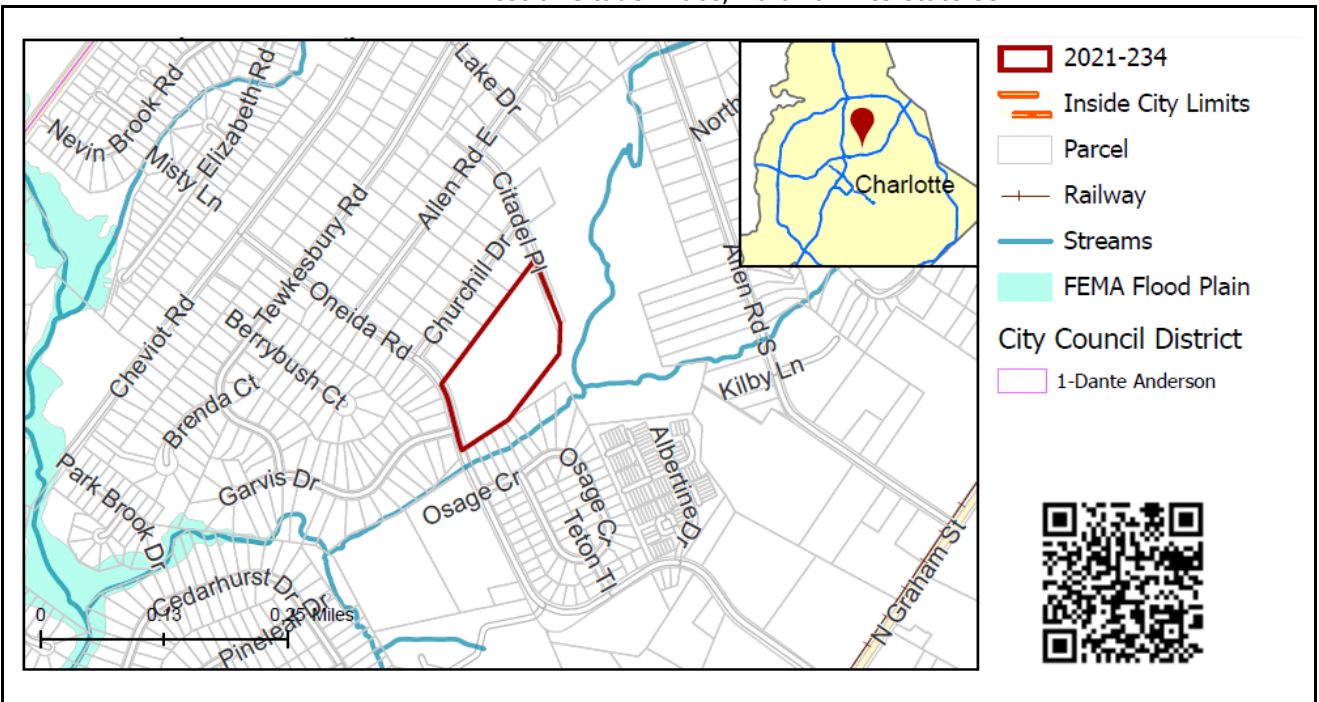 Lake Dr
North
Nevin Brook Rd
Elizabeth Rd
Misty Ln
Allen Rd E
Citadel Pl
Tewkesbury Rd
Churchill Dr
Oneida Rd
Cheviot Rd
Berrybush Ct
Brenda Ct
Allen Rd S
Kilby Ln
Garvis Dr
Park Brook Dr
Osage Cr
Osage Cr
Albertine Dr
Teton Tl
Cedarhurst Dr
Pineleaf Dr
N Graham St
0 0.13 0.25 Miles
Charlotte
2021-234
Inside City Limits
Parcel
Railway
Streams
FEMA Flood Plain
City Council District
1-Dante Anderson